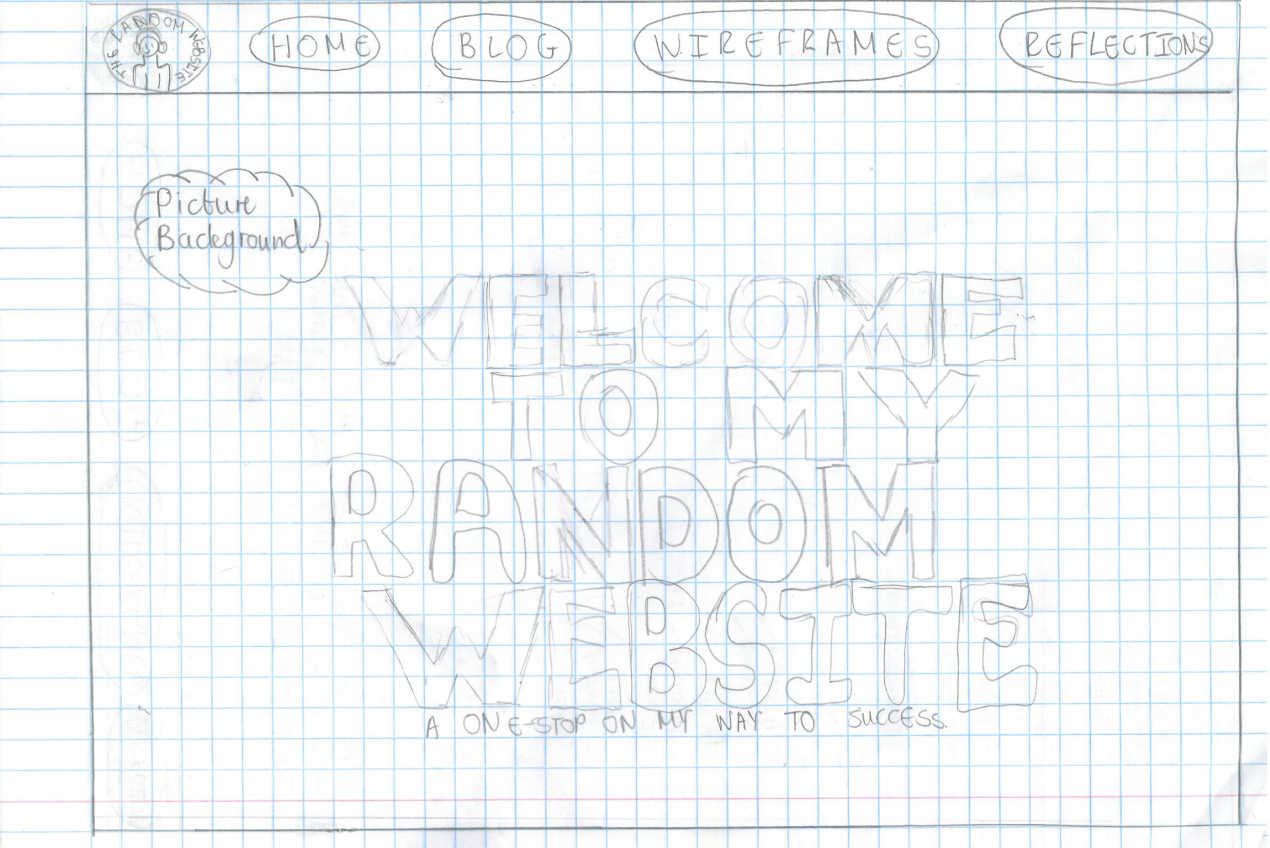 THE RANDOM WEBSITE
HOME BLOG WIREFRAMES REFLECTIONS
Picture
Background
WELCOME
TO MY
RANDOM
WEBSITE
A ONE-STOP ON MY WAY TO SUCCESS.